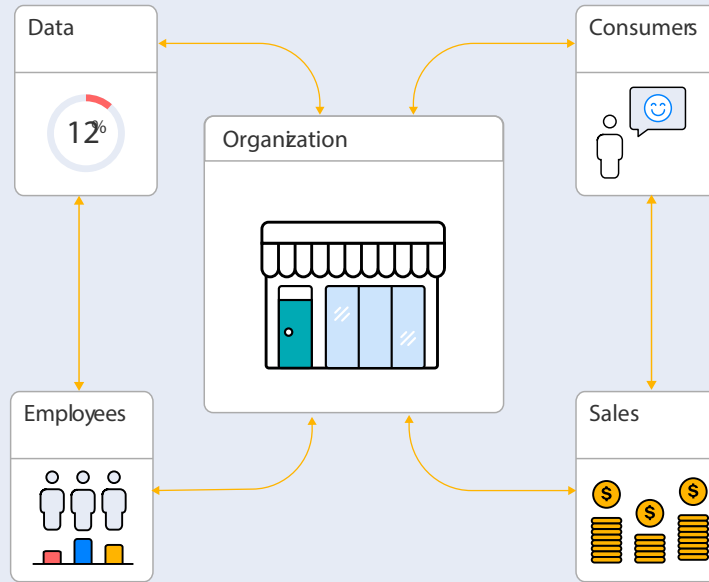 Data
Consumers
12%
Organization
Employees
Sales
$ $ $